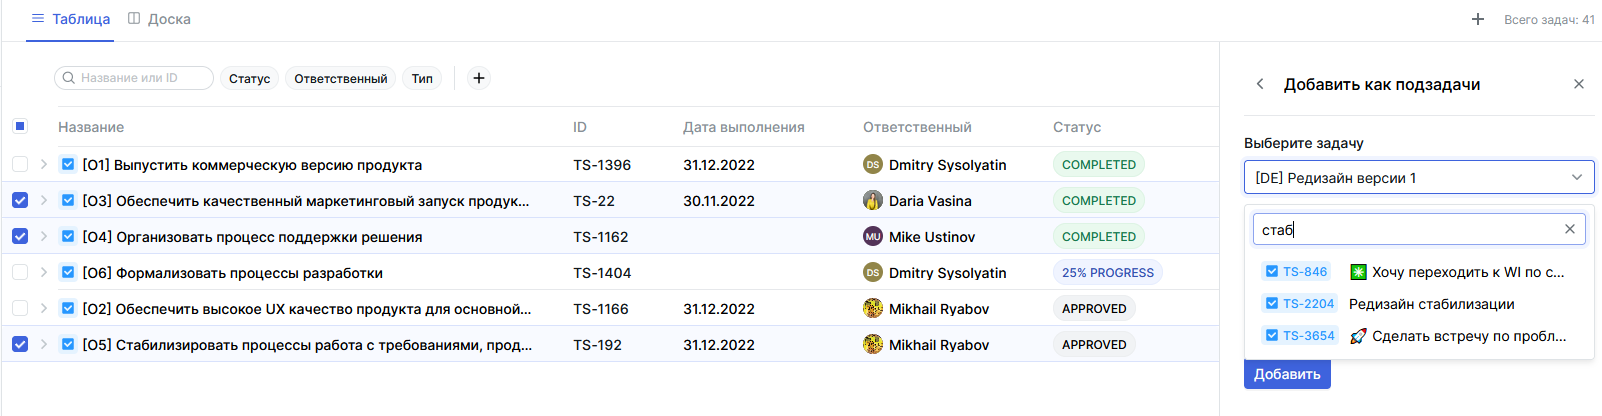 Таблица Доска Всего задач: 41
Название или ID Статус Ответственный Тип
Название ID Дата выполнения Ответственный Статус
[O1] Выпустить коммерческую версию продукта TS-1396 31.12.2022 DS Dmitry Sysolyatin COMPLETED
[O3] Обеспечить качественный маркетинговый запуск продук... TS-22 30.11.2022 Daria Vasina COMPLETED
[O4] Организовать процесс поддержки решения TS-1162 MU Mike Ustinov COMPLETED
[O6] Формализовать процессы разработки TS-1404 DS Dmitry Sysolyatin 25% PROGRESS
[O2] Обеспечить высокое UX качество продукта для основной... TS-1166 31.12.2022 Mikhail Ryabov APPROVED
[O5] Стабилизировать процессы работа с требованиями, прод... TS-192 31.12.2022 Mikhail Ryabov APPROVED
Добавить как подзадачи
Выберите задачу
[DE] Редизайн версии 1
стаб
TS-846 Хочу переходить к WI по с...
TS-2204 Редизайн стабилизации
TS-3654 🚀 Сделать встречу по пробл...
Добавить